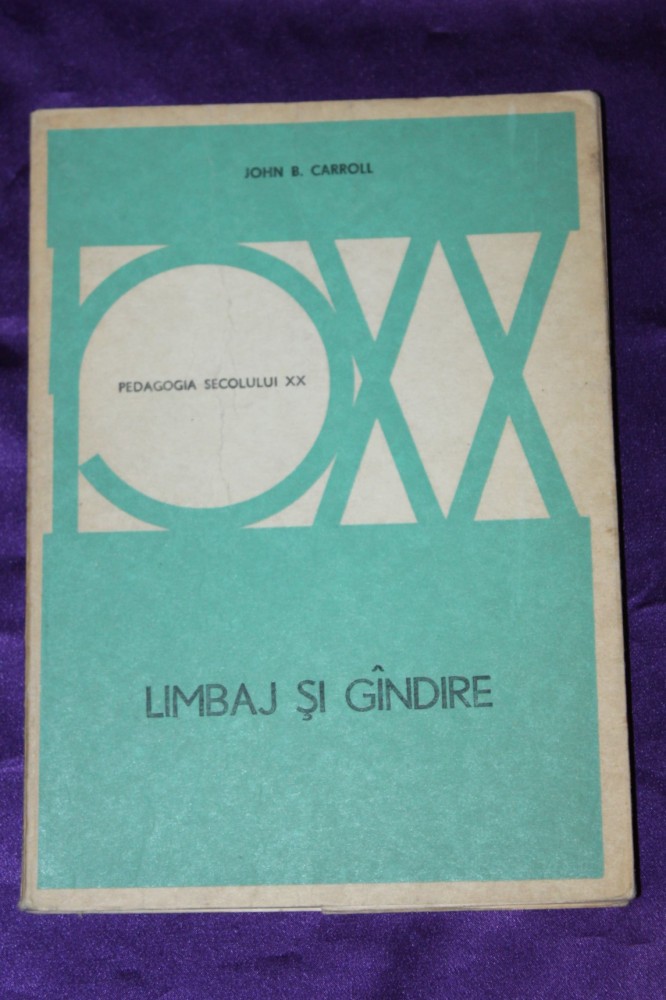 JOHN B. CARROLL
PEDAGOGIA SECOLULUI XX
LIMBAJ ŞI GÎNDIRE